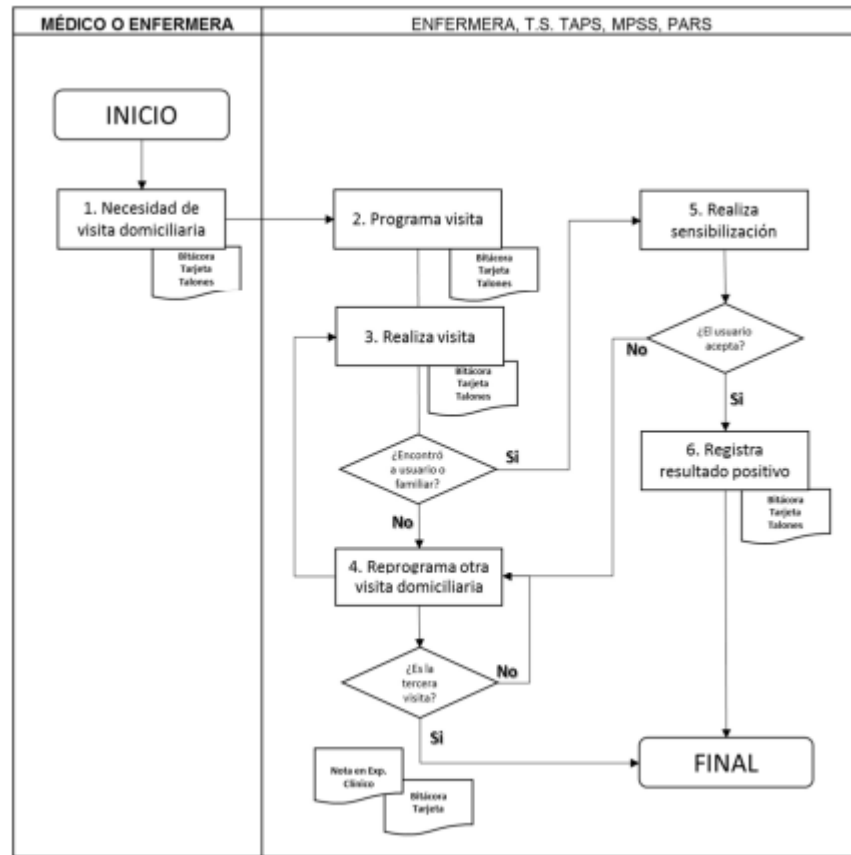 MÉDICO O ENFERMERA
ENFERMERA, T.S. TAPS, MPSS, PARS
INICIO
1. Necesidad de
visita domiciliaria
Bitácora
Tarjeta
Talones
2. Programa visita
Bitácora
Tarjeta
Talones
3. Realiza visita
Bitácora
Tarjeta
Talones
¿Encontró
a usuario o
familiar?
Si
No
4. Reprograma otra
visita domiciliaria
¿Es la
tercera
visita?
No
Si
Nota en Exp.
Clínico
Bitácora
Tarjeta
5. Realiza
sensibilización
¿El usuario
acepta?
No
Si
6. Registra
resultado positivo
Bitácora
Tarjeta
Talones
FINAL